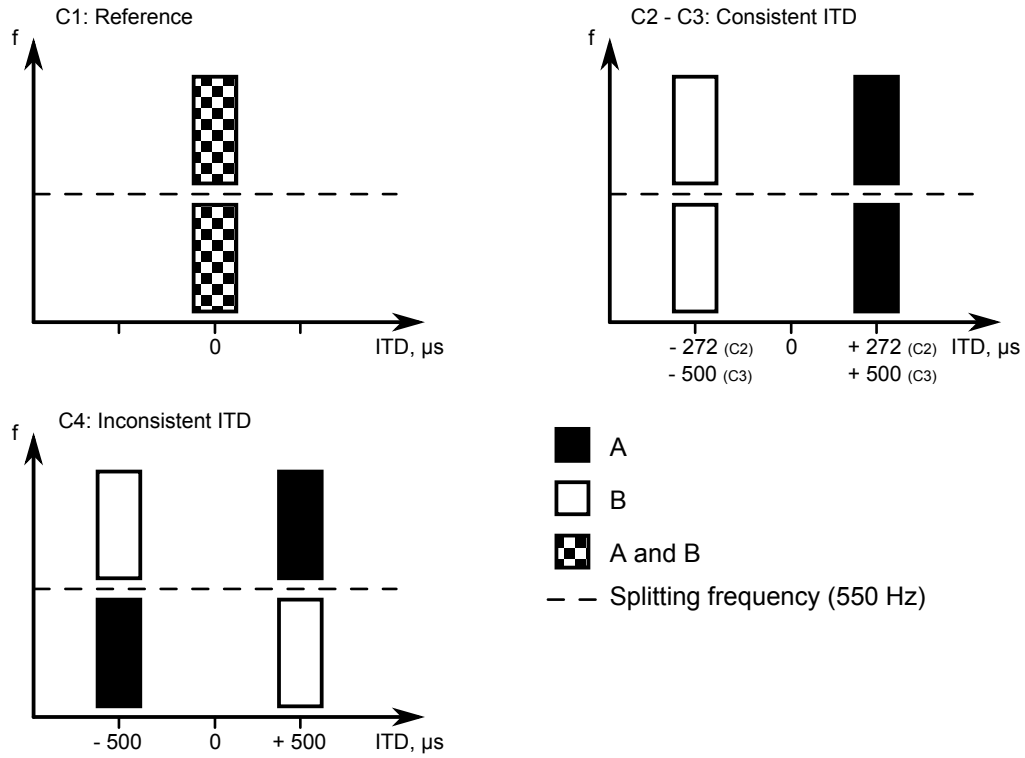 C1: Reference
f
0
ITD, µs
C2 - C3: Consistent ITD
f
- 272 (C2) 0 + 272 (C2) ITD, µs
- 500 (C3) + 500 (C3)
C4: Inconsistent ITD
f
- 500 0 + 500 ITD, µs
A
B
A and B
Splitting frequency (550 Hz)